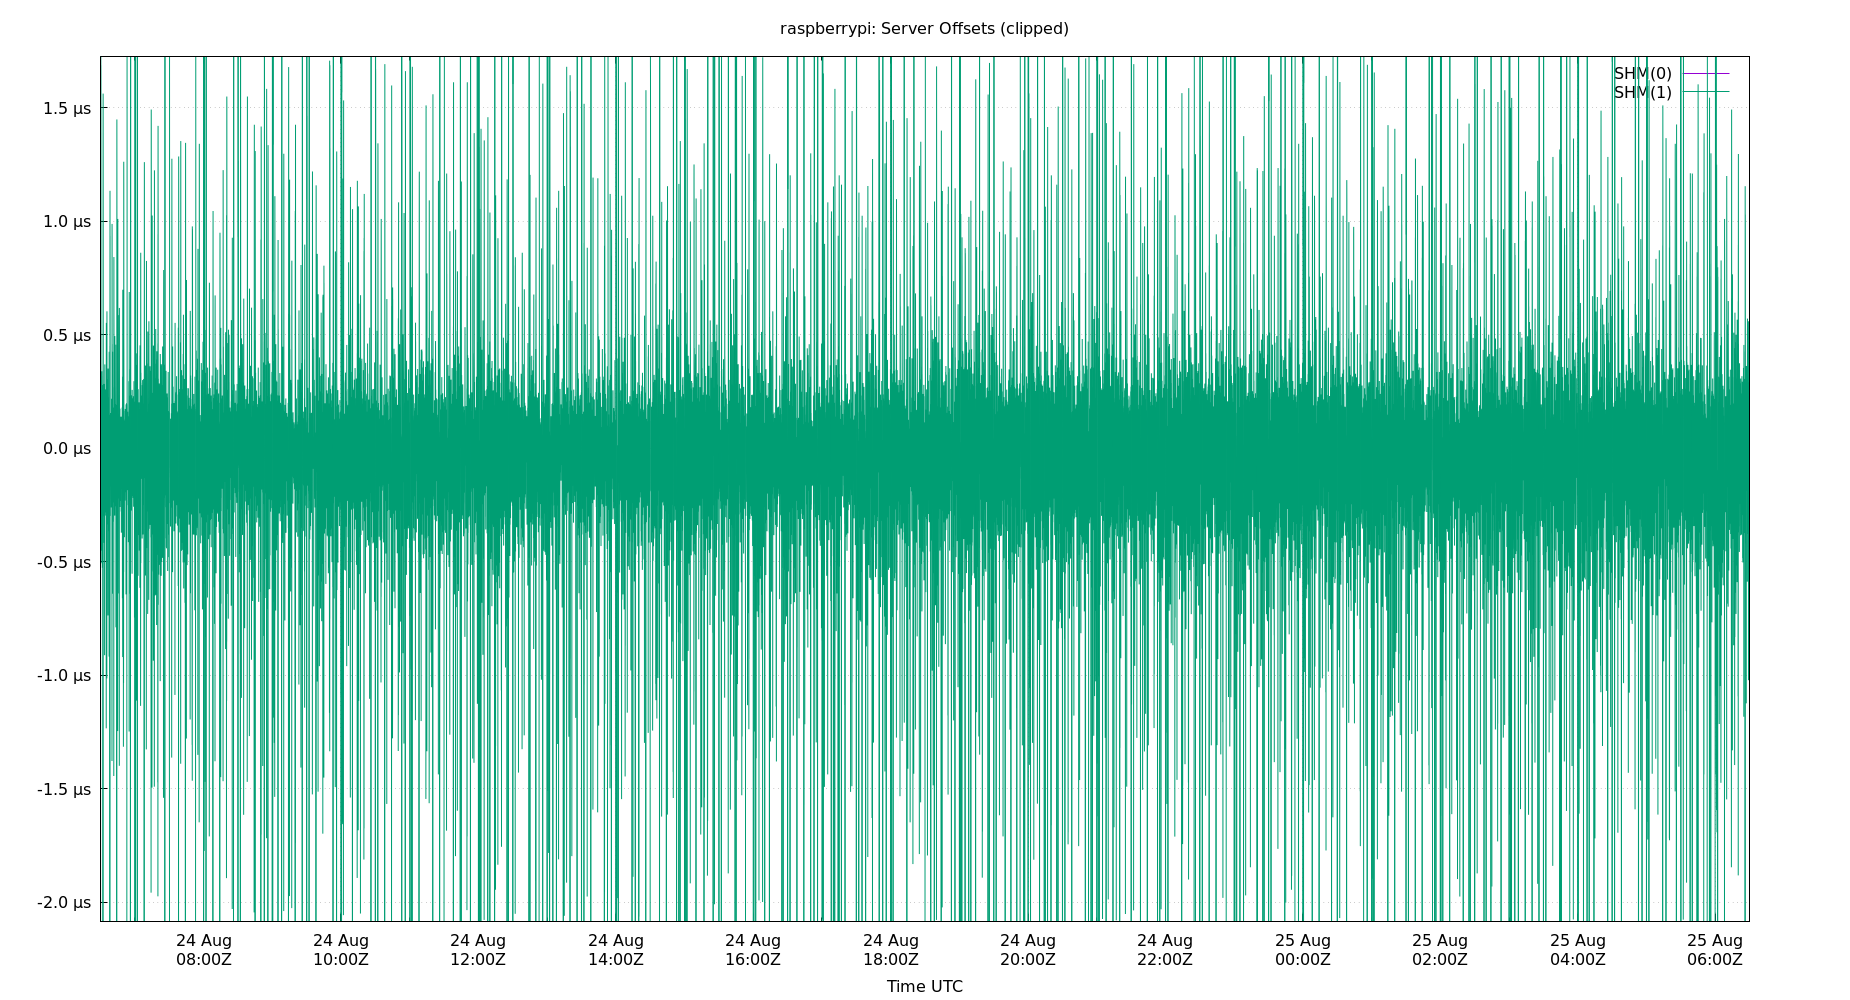 raspberrypi: Server Offsets (clipped)
SHM(0)
SHM(1)
1.5 µs
1.0 µs
0.5 µs
0.0 µs
-0.5 µs
-1.0 µs
-1.5 µs
-2.0 µs
24 Aug 24 Aug 24 Aug 24 Aug 24 Aug 24 Aug 24 Aug 24 Aug 25 Aug 25 Aug 25 Aug 25 Aug
08:00Z 10:00Z 12:00Z 14:00Z 16:00Z 18:00Z 20:00Z 22:00Z 00:00Z 02:00Z 04:00Z 06:00Z
Time UTC